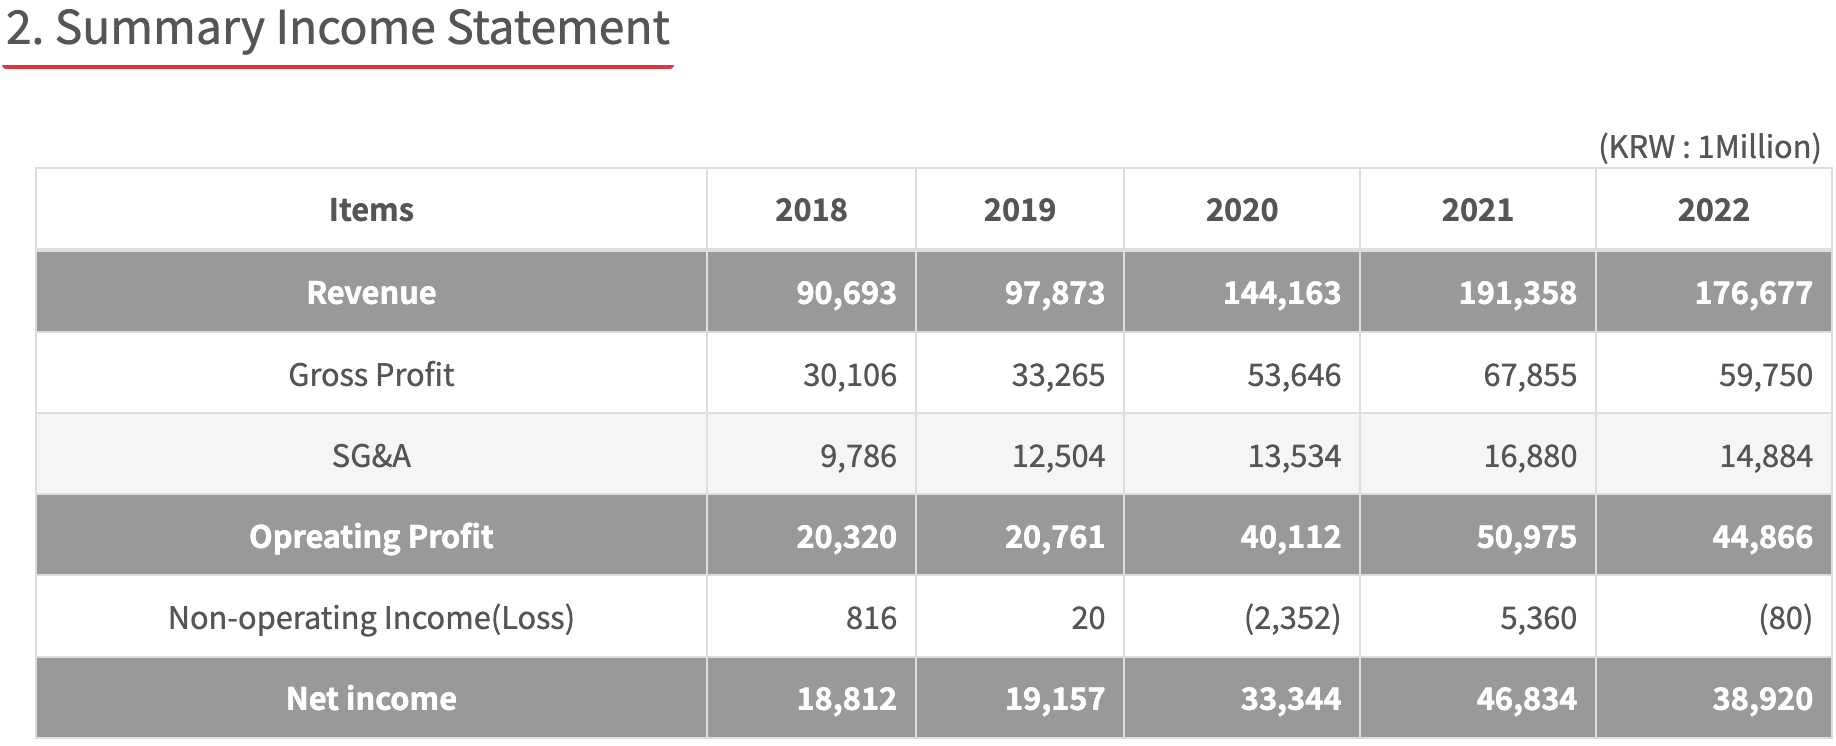 2. Summary Income Statement
(KRW : 1Million)
Items 2018 2019 2020 2021 2022
Revenue 90,693 97,873 144,163 191,358 176,677
Gross Profit 30,106 33,265 53,646 67,855 59,750
SG&A 9,786 12,504 13,534 16,880 14,884
Opreating Profit 20,320 20,761 40,112 50,975 44,866
Non-operating Income(Loss) 816 20 (2,352) 5,360 (80)
Net income 18,812 19,157 33,344 46,834 38,920